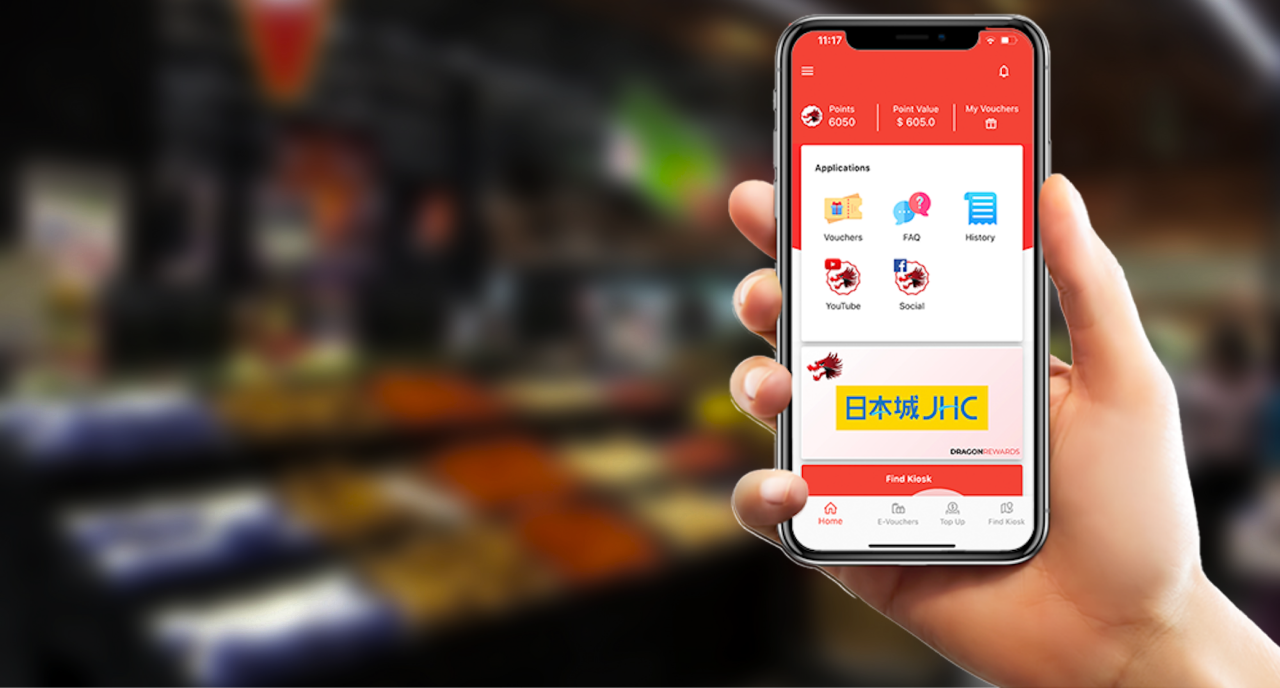 11:17
Points
6050
Point Value
$ 605.0
My Vouchers
Applications
Vouchers
FAQ
History
YouTube
Social
日本城 JHC
DRAGONREWARDS
Find Kiosk
Home
E-Vouchers
Top Up
Find Kiosk